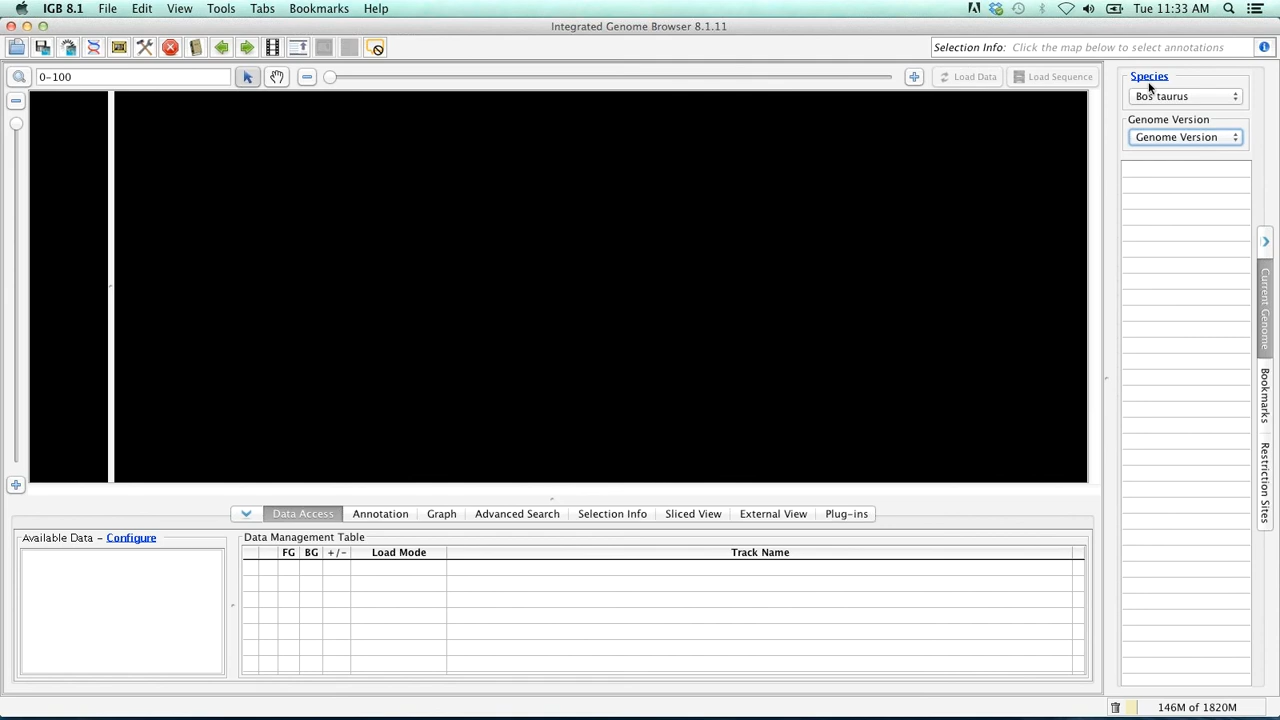 IGB 8.1 File Edit View Tools Tabs Bookmarks Help Tue 11:33 AM
Integrated Genome Browser 8.1.11
Selection Info: Click the map below to select annotations
0-100 Load Data Load Sequence
Species
Bos taurus
Genome Version
Genome Version
Current Genome
Bookmarks
Restriction Sites
Data Access Annotation Graph Advanced Search Selection Info Sliced View External View Plug-ins
Available Data - Configure
Data Management Table
FG BG +/- Load Mode Track Name
146M of 1820M